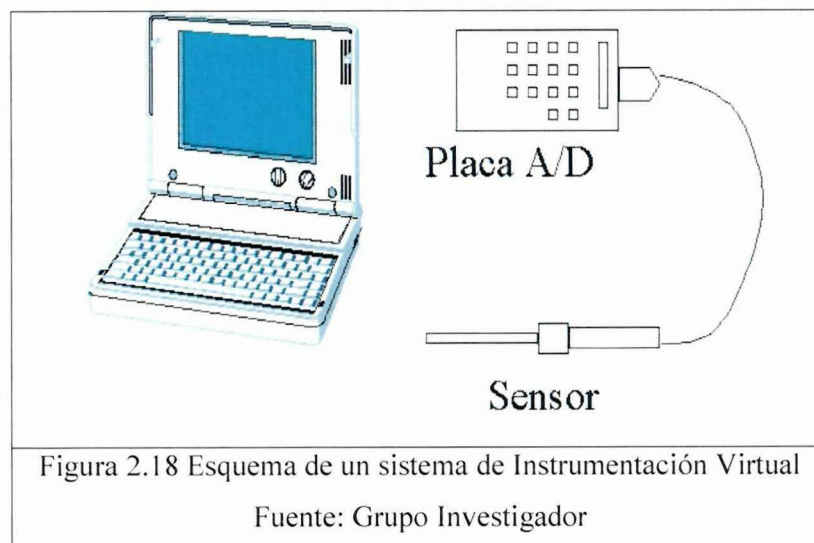 Placa A/D
Sensor
Figura 2.18 Esquema de un sistema de Instrumentación Virtual
Fuente: Grupo Investigador